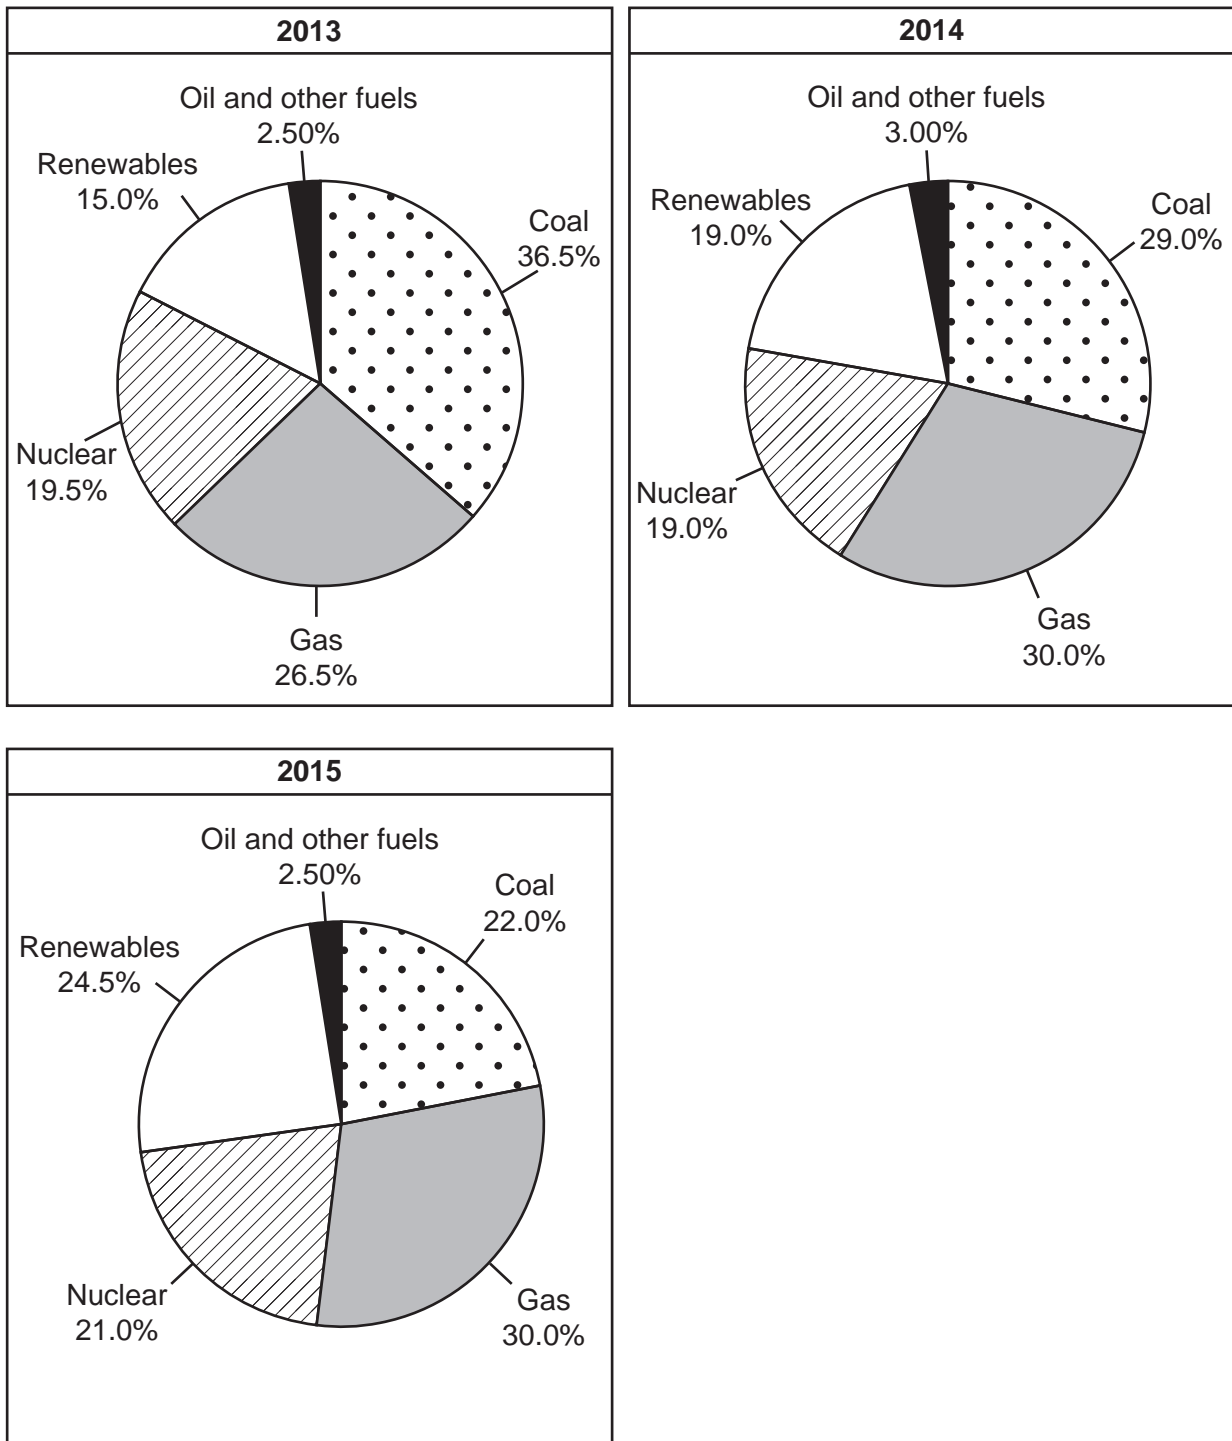 2013
Oil and other fuels
2.50%
Renewables
15.0%
Coal
36.5%
Nuclear
19.5%
Gas
26.5%
2014
Oil and other fuels
3.00%
Renewables
19.0%
Coal
29.0%
Nuclear
19.0%
Gas
30.0%
2015
Oil and other fuels
2.50%
Coal
22.0%
Renewables
24.5%
Nuclear
21.0%
Gas
30.0%